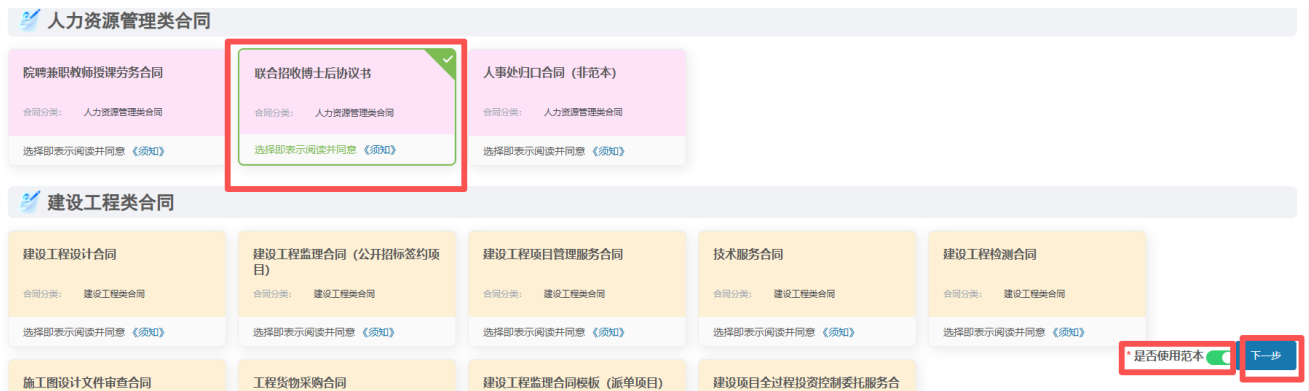 人力资源管理类合同
院聘兼职教师授课劳务合同
合同分类： 人力资源管理类合同
选择即表示阅读并同意 《须知》
联合招收博士后协议书
合同分类： 人力资源管理类合同
选择即表示阅读并同意 《须知》
人事处归口合同（非范本）
合同分类： 人力资源管理类合同
选择即表示阅读并同意 《须知》
建设工程类合同
建设工程设计合同
合同分类： 建设工程类合同
选择即表示阅读并同意 《须知》
建设工程监理合同（公开招标签约项
目）
合同分类： 建设工程类合同
选择即表示阅读并同意 《须知》
建设工程项目管理服务合同
合同分类： 建设工程类合同
选择即表示阅读并同意 《须知》
技术服务合同
合同分类： 建设工程类合同
选择即表示阅读并同意 《须知》
建设工程检测合同
合同分类： 建设工程类合同
选择即表示阅读并同意 《须知》
* 是否使用范本
下一步
施工图设计文件审查合同
工程货物采购合同
建设工程监理合同模板（派单项目）
建设项目全过程投资控制委托服务合